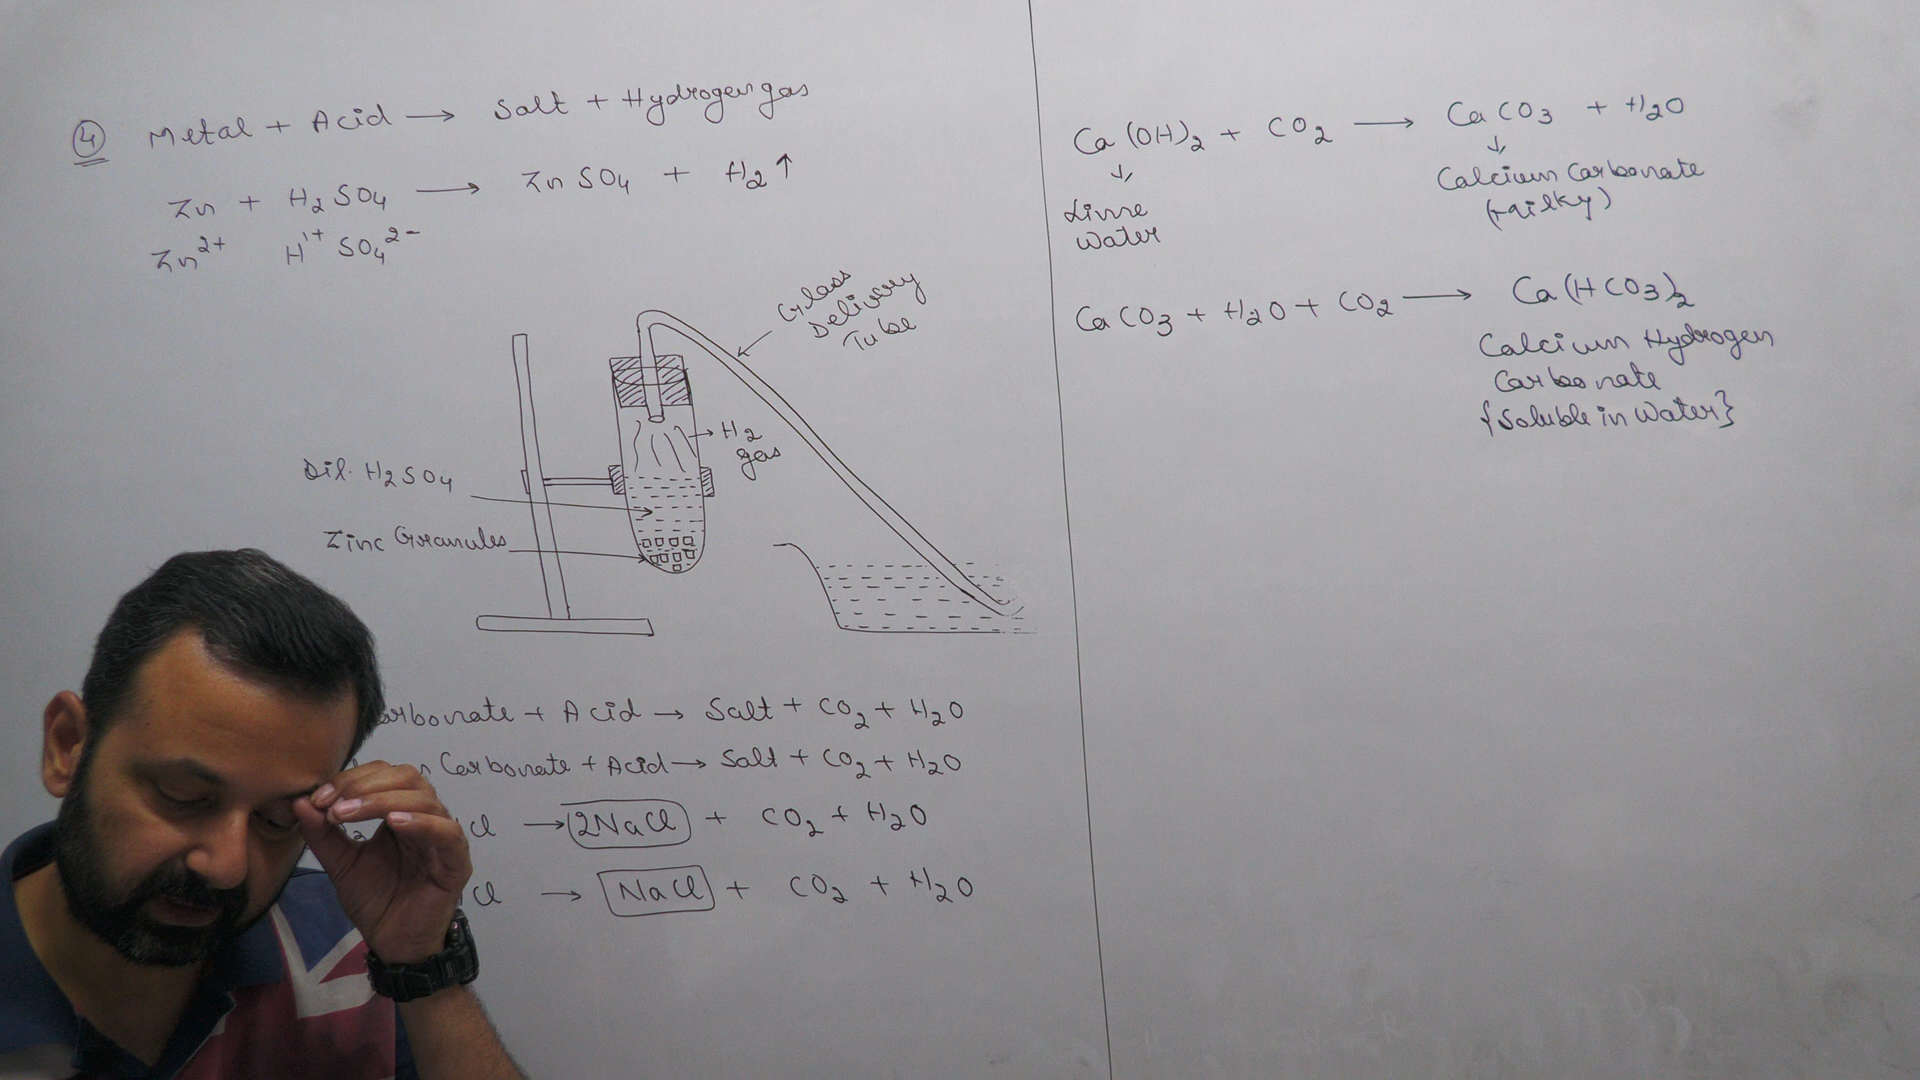 ④ Metal + Acid → Salt + Hydrogen gas
Zn + H₂SO₄ → ZnSO₄ + H₂↑
Zn²⁺ H¹⁺ SO₄²⁻
Glass
Delivery
Tube
H₂
gas
Dil. H₂SO₄
Zinc Granules
arbonate + Acid → Salt + CO₂ + H₂O
n Carbonate + Acid → Salt + CO₂ + H₂O
Cl → 2NaCl + CO₂ + H₂O
Cl → NaCl + CO₂ + H₂O
Ca(OH)₂ + CO₂ → CaCO₃ + H₂O
↓ ↓
Lime
Water
Calcium Carbonate
(milky)
CaCO₃ + H₂O + CO₂ → Ca(HCO₃)₂
Calcium Hydrogen
Carbonate
{Soluble in Water}